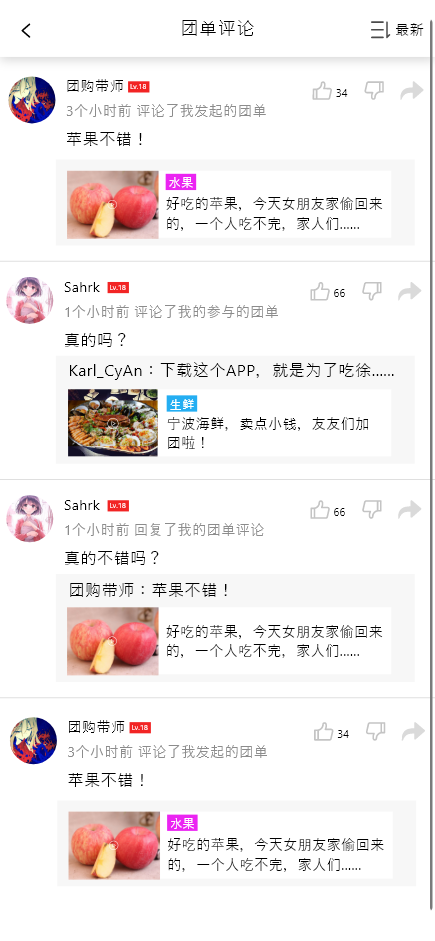 团单评论
最新
团购带师 Lv.18
34
3个小时前 评论了我发起的团单
苹果不错！
水果
好吃的苹果，今天女朋友家偷回来
的，一个人吃不完，家人们......
Sahrk Lv.18
66
1个小时前 评论了我的参与的团单
真的吗？
Karl_CyAn：下载这个APP，就是为了吃徐......
生鲜
宁波海鲜，卖点小钱，友友们加
团啦！
Sahrk Lv.18
66
1个小时前 回复了我的团单评论
真的不错吗？
团购带师：苹果不错！
好吃的苹果，今天女朋友家偷回来
的，一个人吃不完，家人们......
团购带师 Lv.18
34
3个小时前 评论了我发起的团单
苹果不错！
水果
好吃的苹果，今天女朋友家偷回来
的，一个人吃不完，家人们......